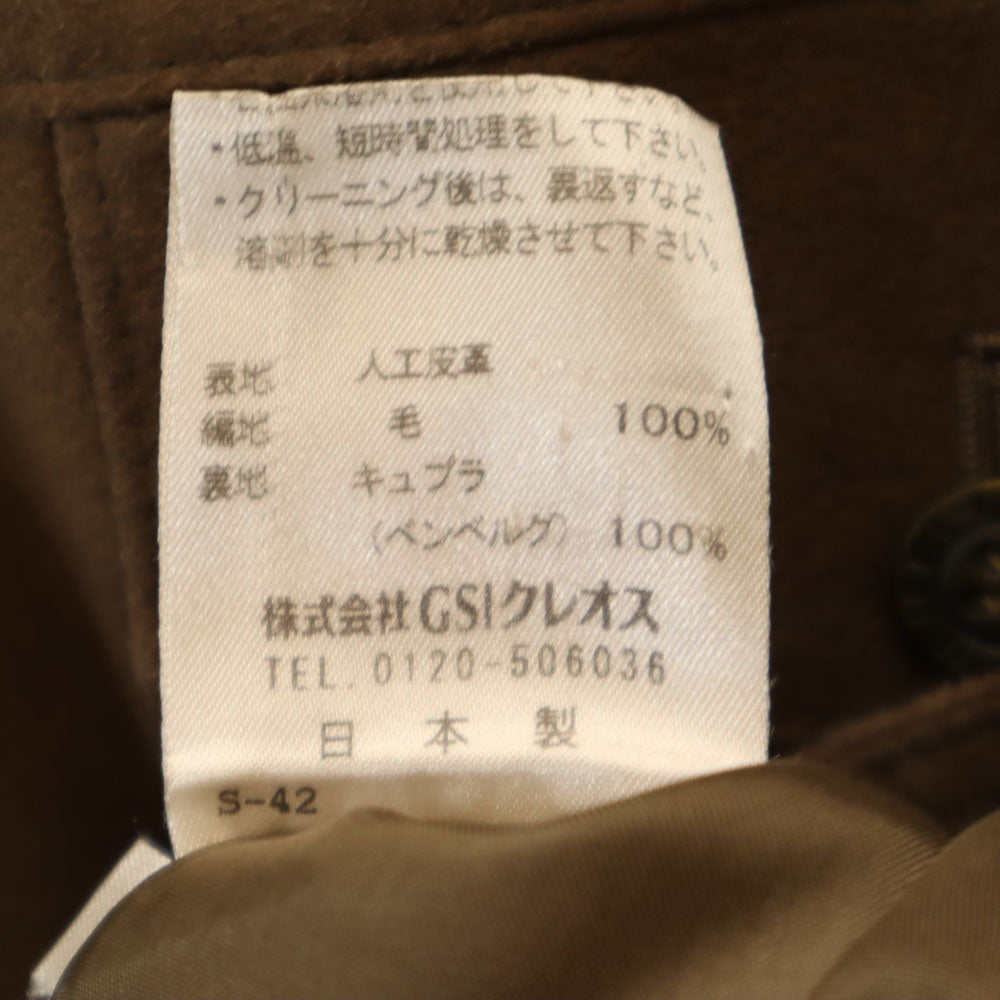 ・低温、短時間処理をして下さい。
・クリーニング後は、裏返すなど、
溶剤を十分に乾燥させて下さい。
表地 人工皮革
編地 毛 100%
裏地 キュプラ
(ベンベルグ) 100%
株式会社GSIクレオス
TEL. 0120-506036
日本製
S-42